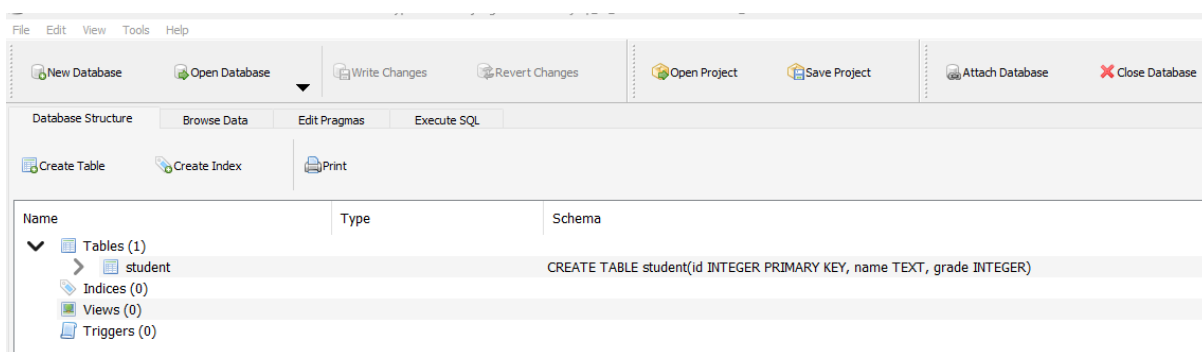 File Edit View Tools Help
New Database Open Database Write Changes Revert Changes Open Project Save Project Attach Database Close Database
Database Structure Browse Data Edit Pragmas Execute SQL
Create Table Create Index Print
Name Type Schema
Tables (1)
student CREATE TABLE student(id INTEGER PRIMARY KEY, name TEXT, grade INTEGER)
Indices (0)
Views (0)
Triggers (0)